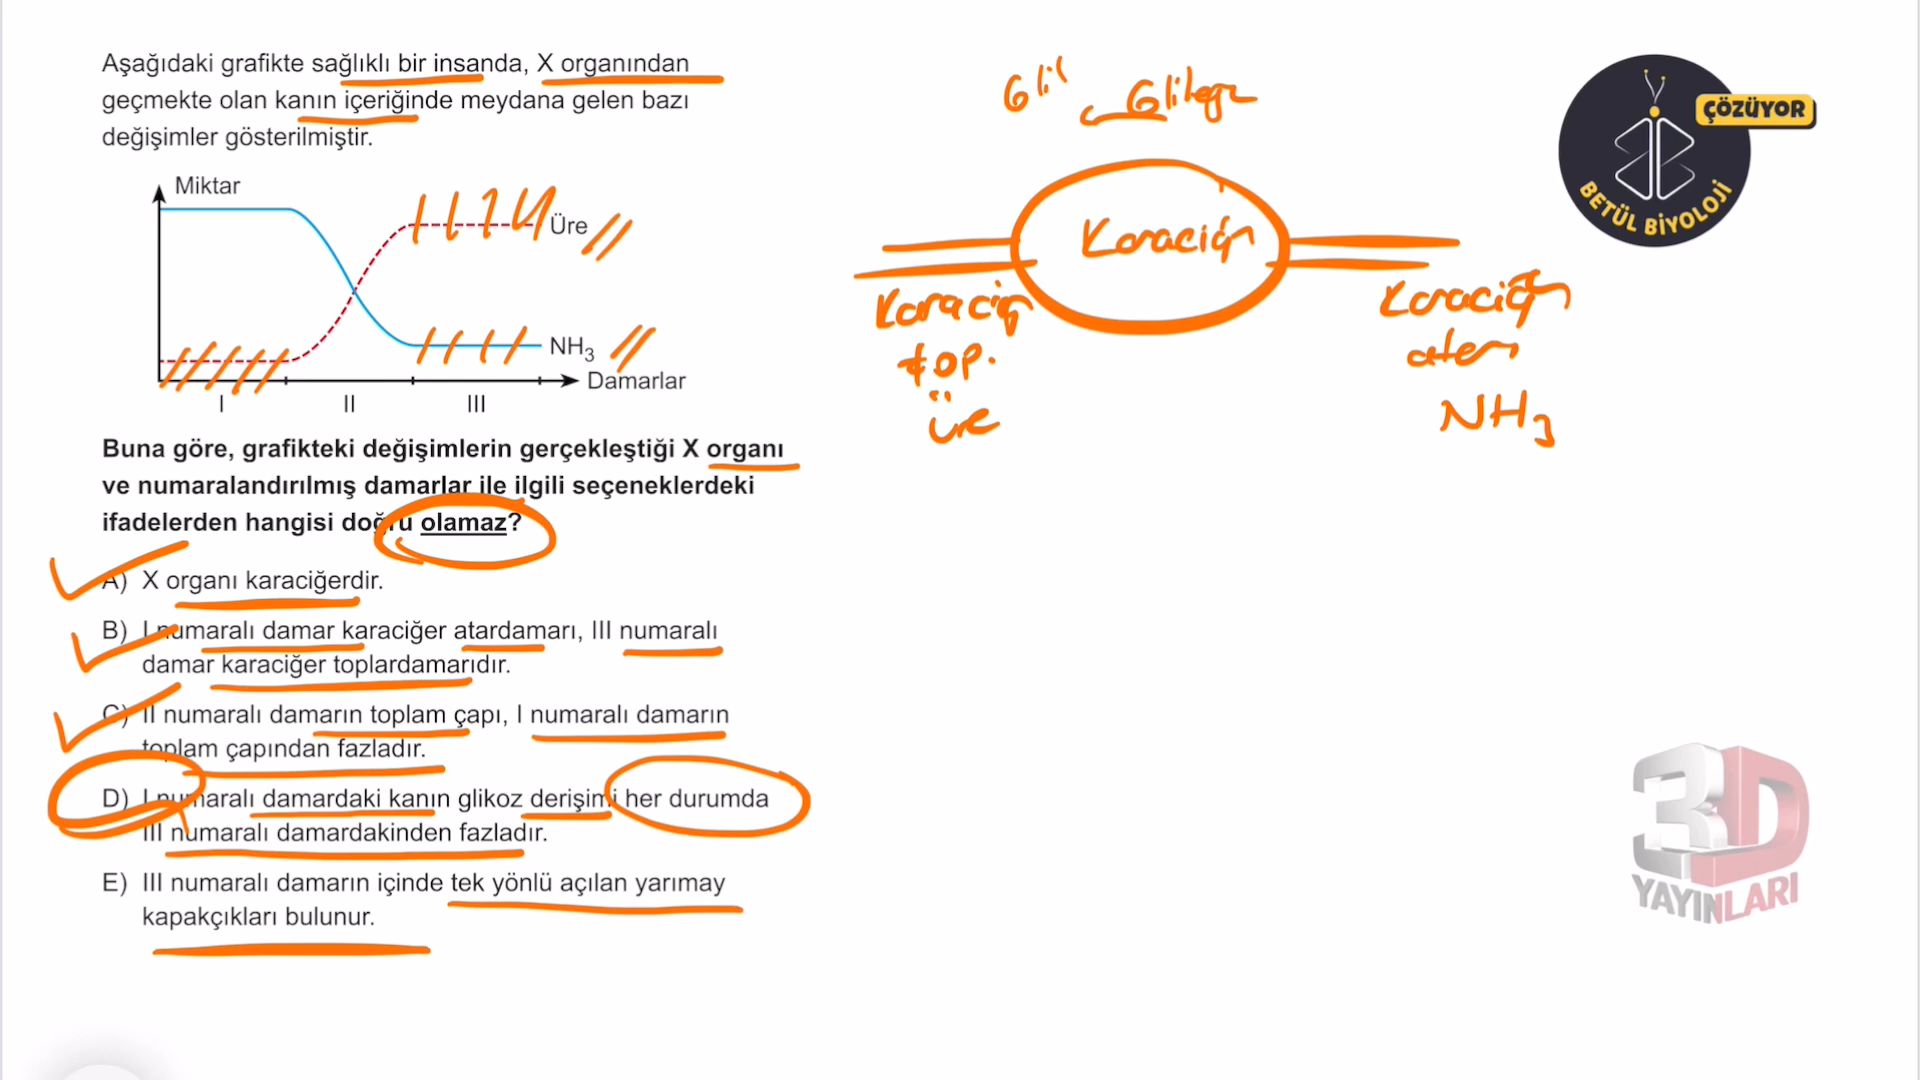 Aşağıdaki grafikte sağlıklı bir insanda, X organından
geçmekte olan kanın içeriğinde meydana gelen bazı
değişimler gösterilmiştir.
Miktar
Üre
NH3
Damarlar
I
II
III
Buna göre, grafikteki değişimlerin gerçekleştiği X organı
ve numaralandırılmış damarlar ile ilgili seçeneklerdeki
ifadelerden hangisi doğru olamaz?
A) X organı karaciğerdir.
B) I numaralı damar karaciğer atardamarı, III numaralı
damar karaciğer toplardamarıdır.
C) II numaralı damarın toplam çapı, I numaralı damarın
toplam çapından fazladır.
D) I numaralı damardaki kanın glikoz derişimi her durumda
III numaralı damardakinden fazladır.
E) III numaralı damarın içinde tek yönlü açılan yarımay
kapakçıkları bulunur.
Karaciğer
Karaciğer
top.
üre
Karaciğer
atar
NH3
ÇÖZÜYOR
BETÜL BİYOLOJİ
3D
YAYINLARI